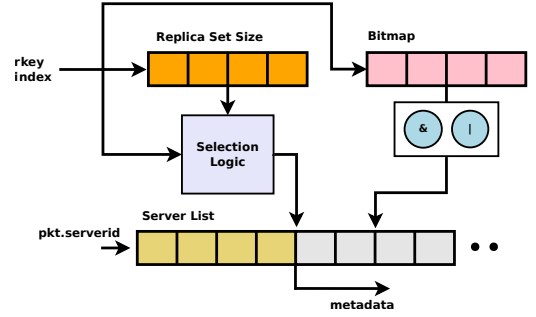 Replica Set Size
Bitmap
rkey
index
&
|
Selection
Logic
Server List
pkt.serverid
metadata